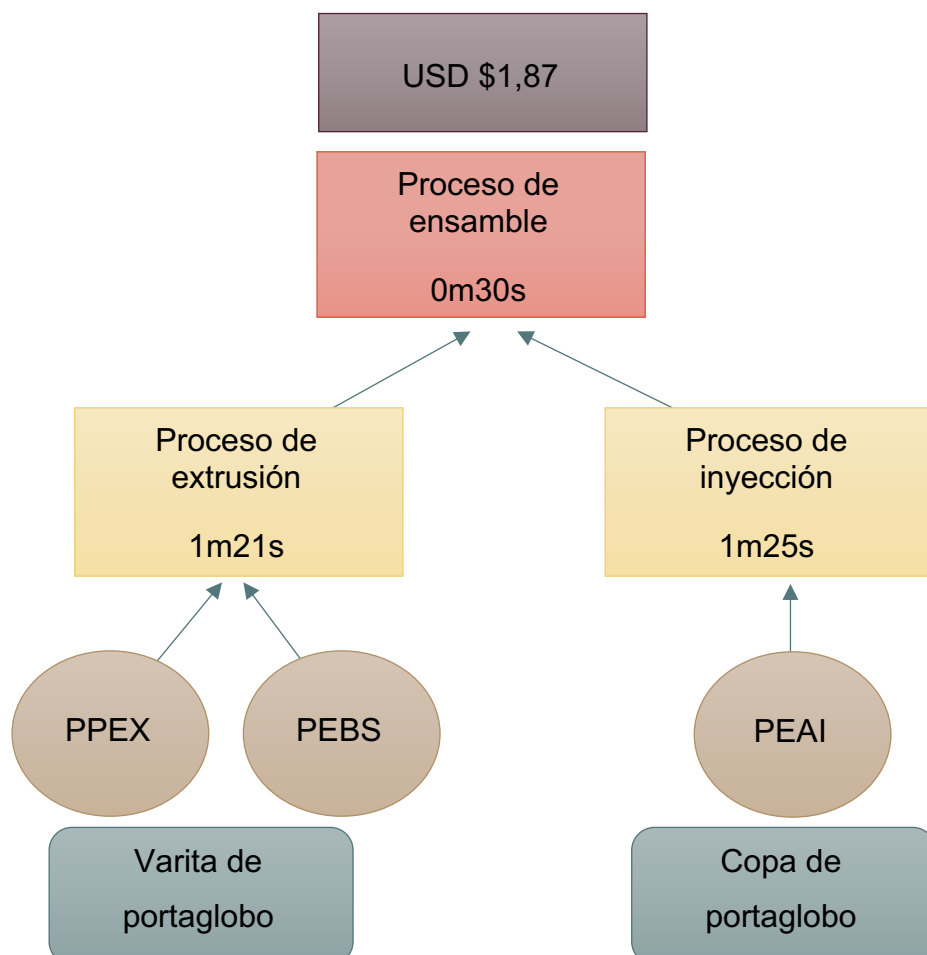 USD $1,87
Proceso de
ensamble
0m30s
Proceso de
extrusión
1m21s
Proceso de
inyección
1m25s
PPEX
PEBS
PEAI
Varita de
portaglobo
Copa de
portaglobo